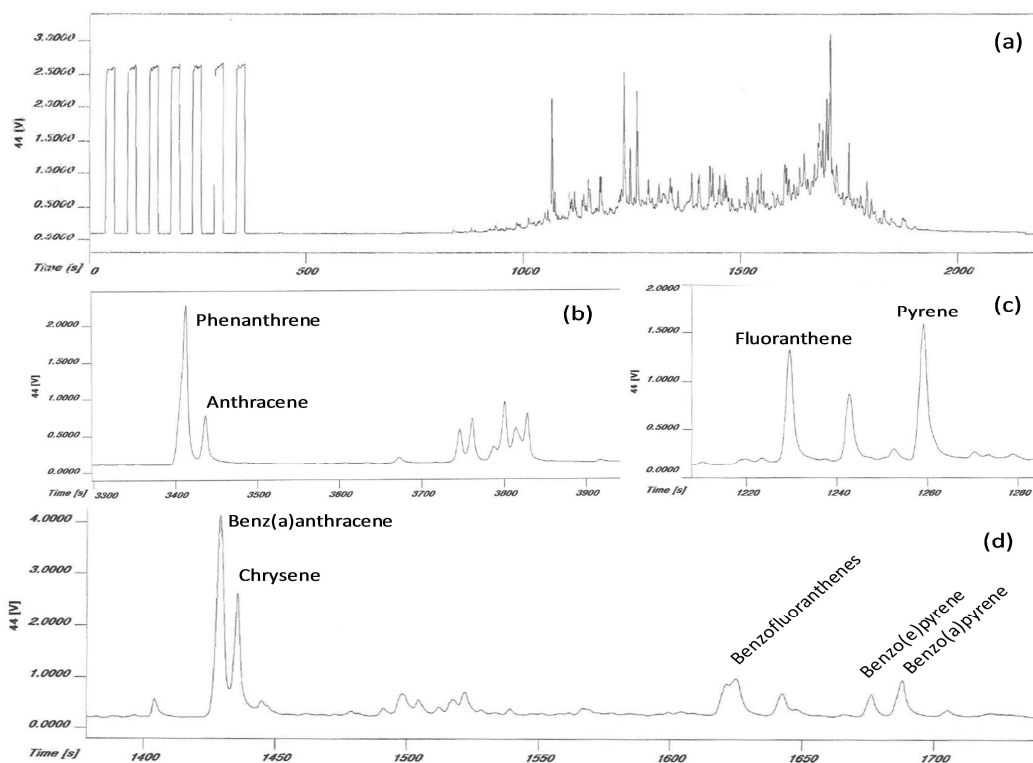 (a)
3.0000
2.5000
2.0000
1.5000
1.0000
0.5000
0.0000
44 [V]
Time [s] 0 500 1000 1500 2000
(b)
Phenanthrene
Anthracene
2.0000
1.5000
1.0000
0.5000
0.0000
44 [V]
Time [s] 3300 3400 3500 3600 3700 3800 3900
(c)
Pyrene
Fluoranthene
2.0000
1.5000
1.0000
0.5000
44 [V]
Time [s] 1220 1240 1260 1280
(d)
Benz(a)anthracene
Chrysene
Benzofluoranthenes
Benzo(e)pyrene
Benzo(a)pyrene
4.0000
3.0000
2.0000
1.0000
0.0000
44 [V]
Time [s] 1400 1450 1500 1550 1600 1650 1700